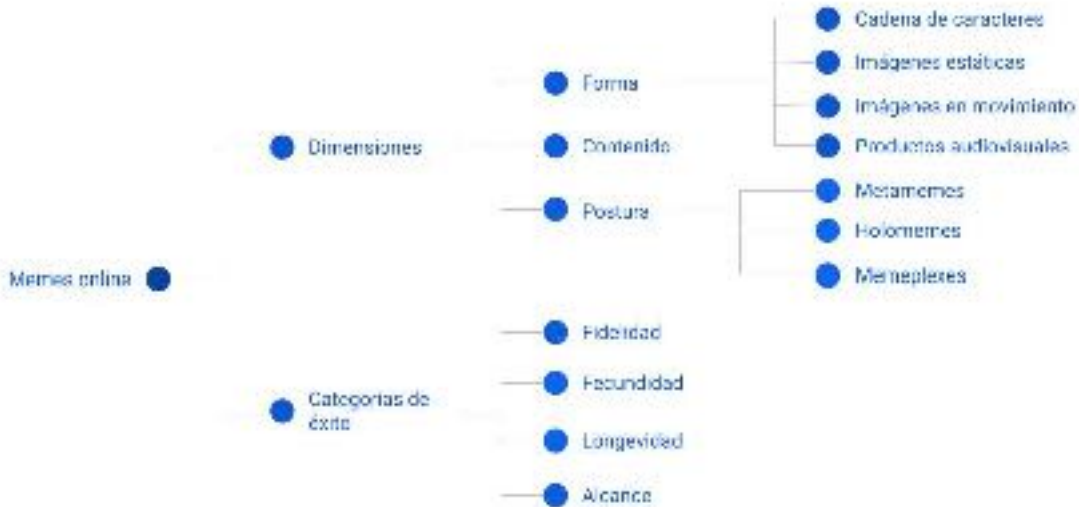 Memes online
Dimensiones
Forma
Cadena de caracteres
Imágenes estáticas
Imágenes en movimiento
Productos audiovisuales
Contenido
Postura
Metamemes
Holomemes
Memeplexes
Categorías de
éxito
Fidelidad
Fecundidad
Longevidad
Alcance